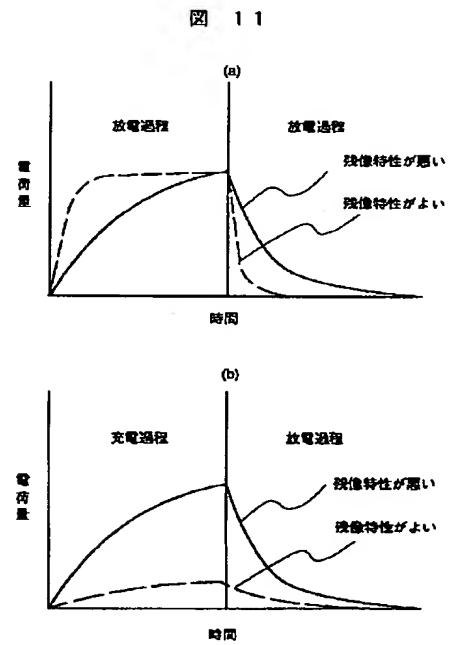 図 11
(a)
放電過程
放電過程
電荷量
残像特性が悪い
残像特性がよい
時間
(b)
充電過程
放電過程
電荷量
残像特性が悪い
残像特性がよい
時間